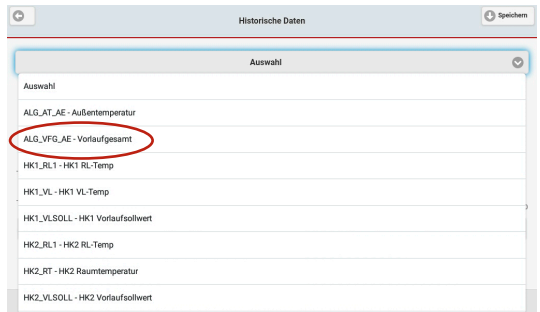 Historische Daten
Speichern
Auswahl
Auswahl
ALG_AT_AE - Außentemperatur
ALG_VFG_AE - Vorlaufgesamt
HK1_RL1 - HK1 RL-Temp
HK1_VL - HK1 VL-Temp
HK1_VLSOLL - HK1 Vorlaufsollwert
HK2_RL1 - HK2 RL-Temp
HK2_RT - HK2 Raumtemperatur
HK2_VLSOLL - HK2 Vorlaufsollwert